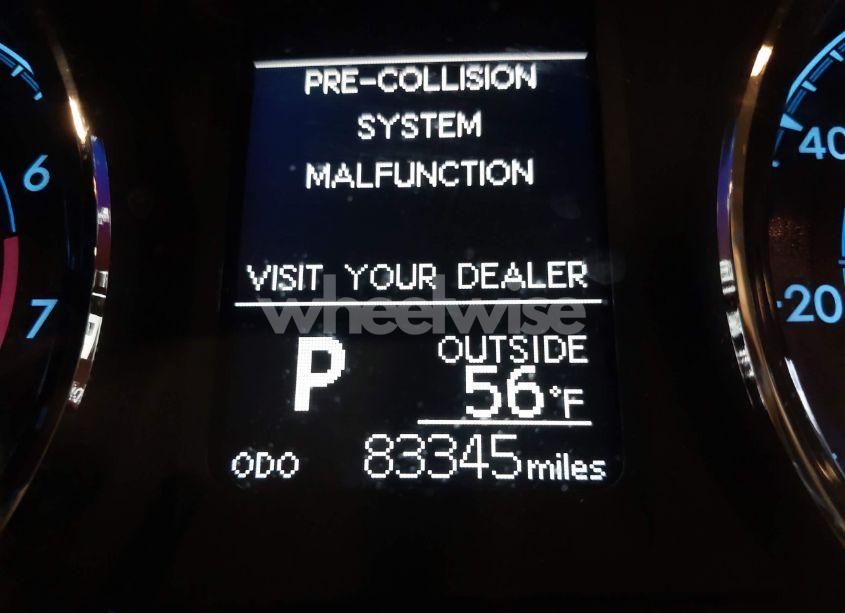 PRE-COLLISION
SYSTEM
MALFUNCTION
40
6
VISIT YOUR DEALER
wheelwise
20
7
OUTSIDE
P
56°F
ODO 83345 miles